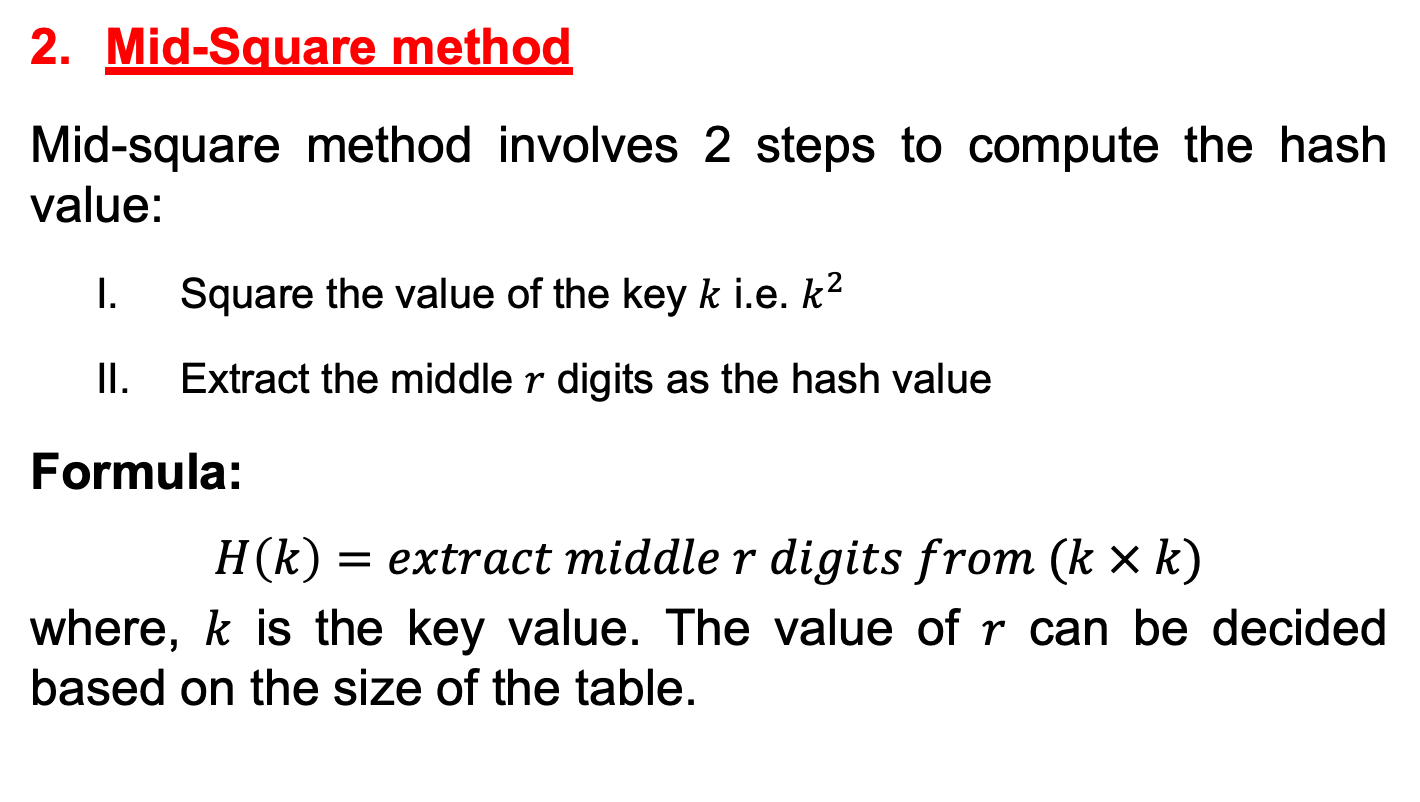 2. Mid-Square method
Mid-square method involves 2 steps to compute the hash
value:
I. Square the value of the key k i.e. k²
II. Extract the middle r digits as the hash value
Formula:
H(k) = extract middle r digits from (k × k)
where, k is the key value. The value of r can be decided
based on the size of the table.